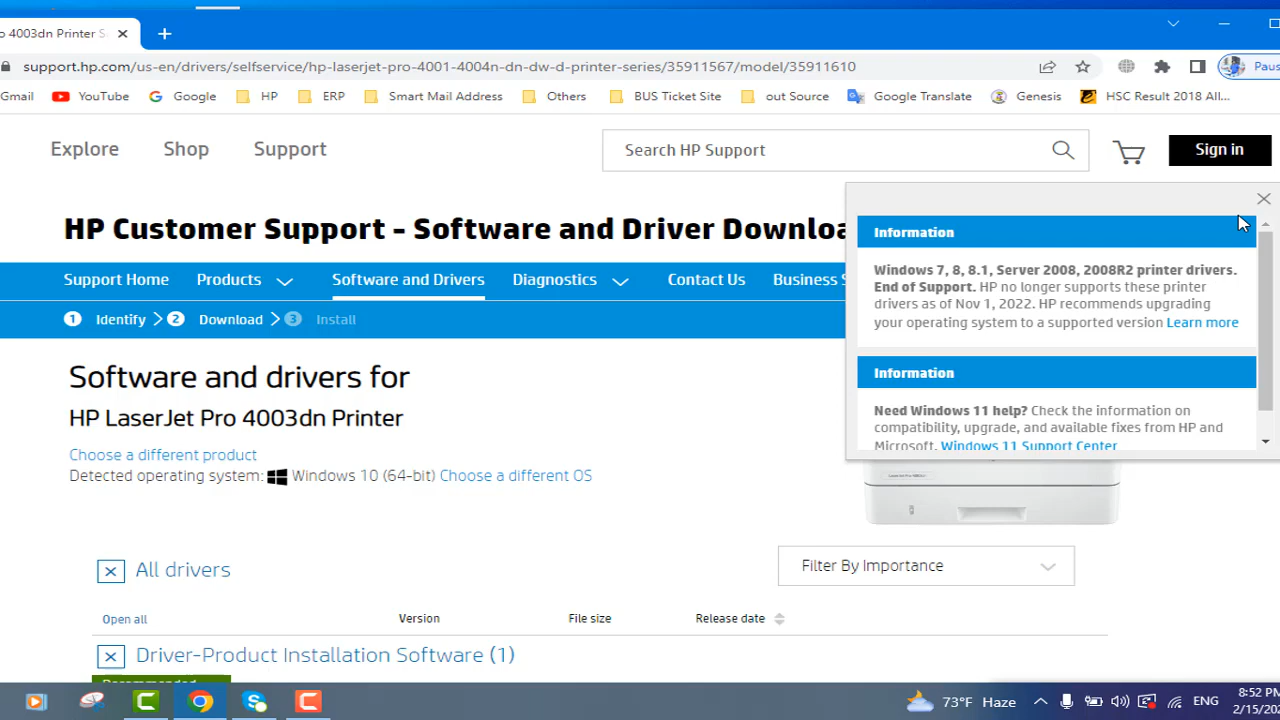 o 4003dn Printer S
support.hp.com/us-en/drivers/selfservice/hp-laserjet-pro-4001-4004n-dn-dw-d-printer-series/35911567/model/35911610
Paus
Gmail YouTube Google HP ERP Smart Mail Address Others BUS Ticket Site out Source Google Translate Genesis HSC Result 2018 All...
Explore Shop Support Search HP Support Sign in
HP Customer Support - Software and Driver Downloa
Support Home Products Software and Drivers Diagnostics Contact Us Business S
1 Identify 2 Download 3 Install
Information
Windows 7, 8, 8.1, Server 2008, 2008R2 printer drivers.
End of Support. HP no longer supports these printer
drivers as of Nov 1, 2022. HP recommends upgrading
your operating system to a supported version Learn more
Information
Need Windows 11 help? Check the information on
compatibility, upgrade, and available fixes from HP and
Microsoft. Windows 11 Support Center
Software and drivers for
HP LaserJet Pro 4003dn Printer
Choose a different product
Detected operating system: Windows 10 (64-bit) Choose a different OS
All drivers
Filter By Importance
Open all Version File size Release date
Driver-Product Installation Software (1)
Recommended
73°F Haze ENG
8:52 PM
2/15/202